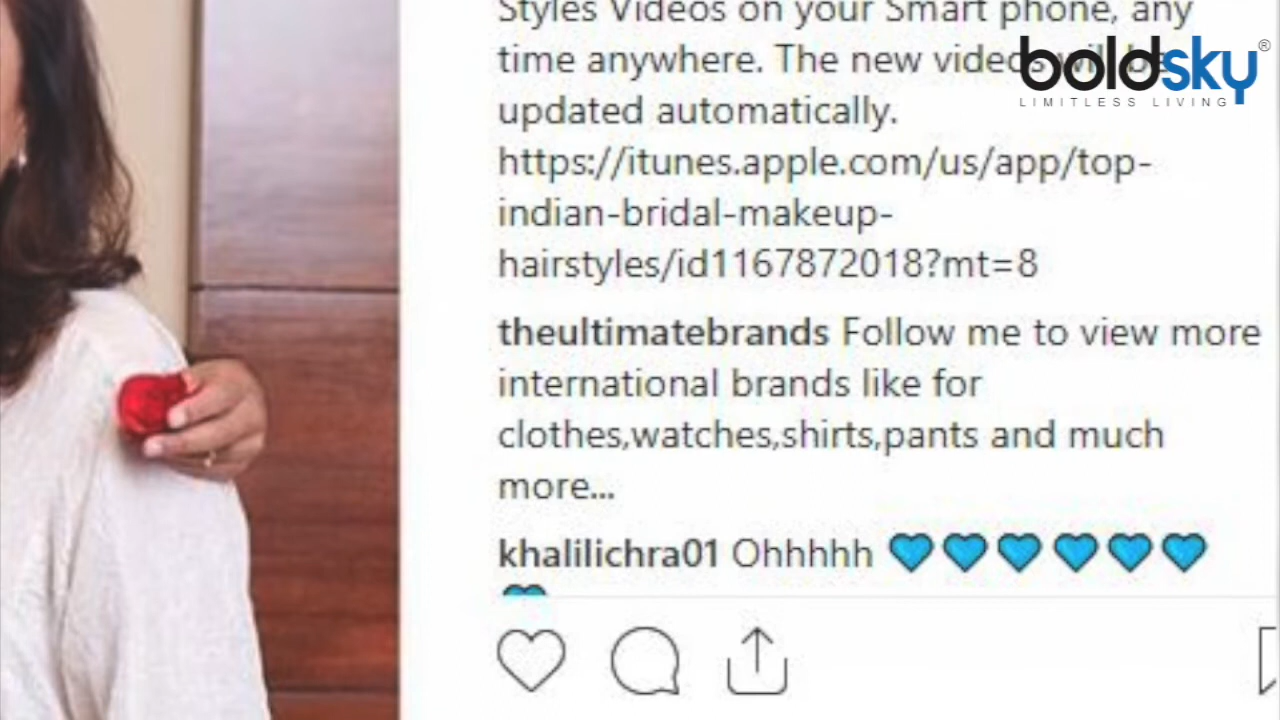 Styles Videos on your Smart phone, any
time anywhere. The new videos will be
updated automatically.
https://itunes.apple.com/us/app/top-
indian-bridal-makeup-
hairstyles/id1167872018?mt=8
theultimatebrands Follow me to view more
international brands like for
clothes,watches,shirts,pants and much
more...
khalilichra01 Ohhhhh 💙💙💙💙💙💙
💙
boldsky®
LIMITLESS LIVING